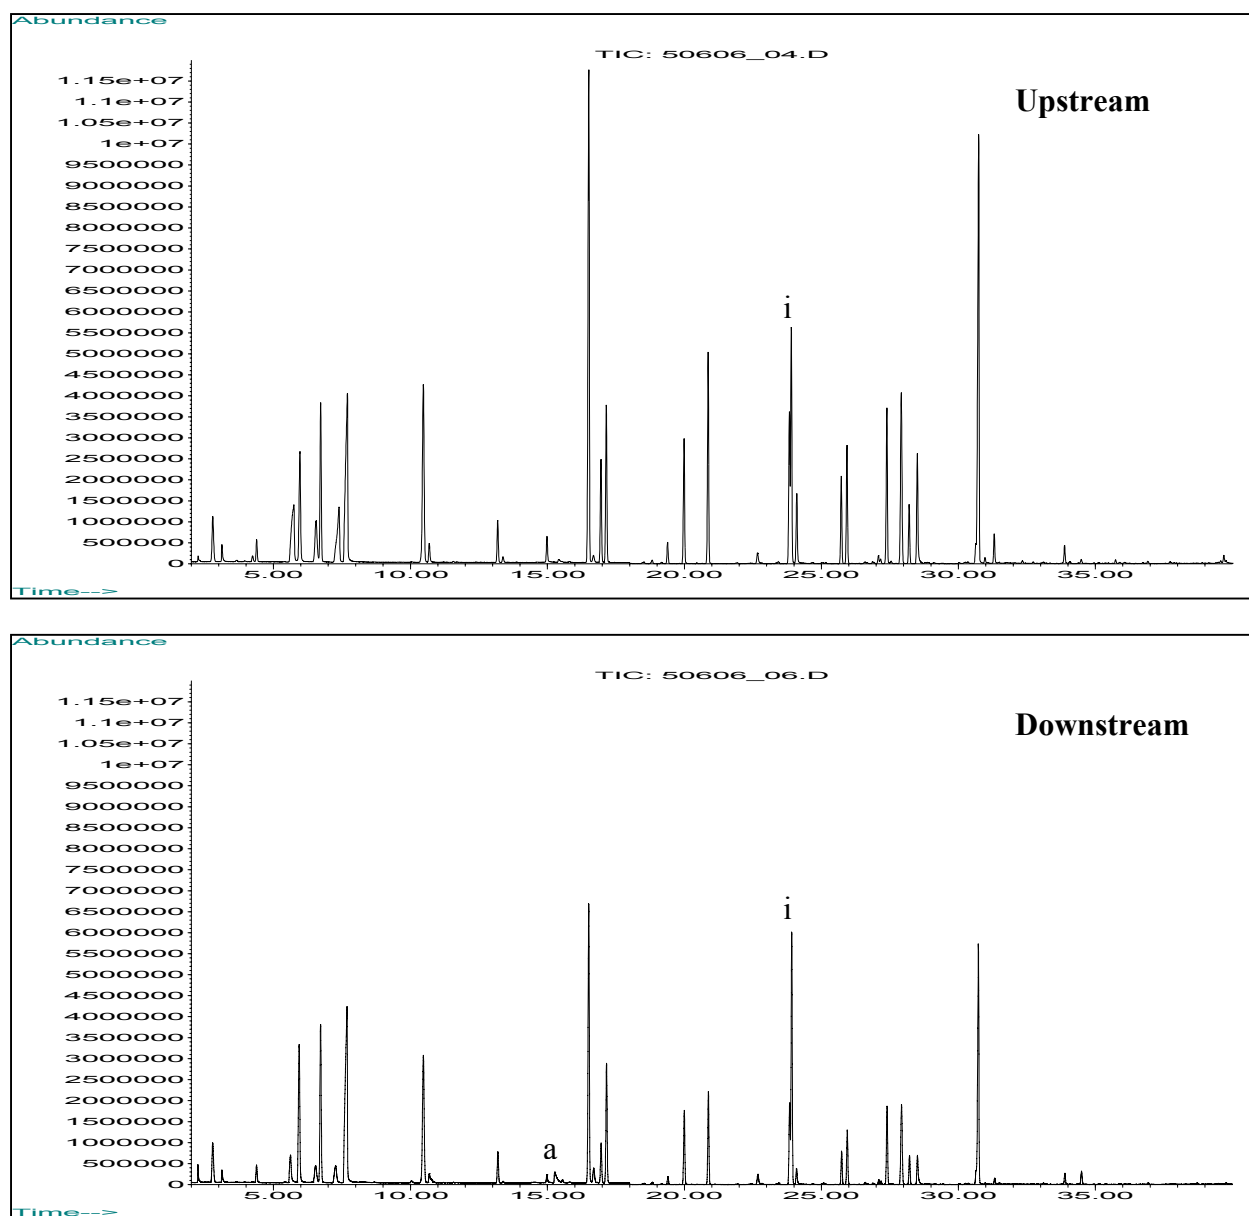 Abundance
TIC: 50606_04.D
Upstream
1.15e+07
1.1e+07
1.05e+07
1e+07
9500000
9000000
8500000
8000000
7500000
7000000
6500000
6000000
i
5500000
5000000
4500000
4000000
3500000
3000000
2500000
2000000
1500000
1000000
500000
0
5.00 10.00 15.00 20.00 25.00 30.00 35.00
Time-->
Abundance
TIC: 50606_06.D
Downstream
1.15e+07
1.1e+07
1.05e+07
1e+07
9500000
9000000
8500000
8000000
7500000
7000000
6500000
i
6000000
5500000
5000000
4500000
4000000
3500000
3000000
2500000
2000000
1500000
1000000
a
500000
0
5.00 10.00 15.00 20.00 25.00 30.00 35.00
Time-->